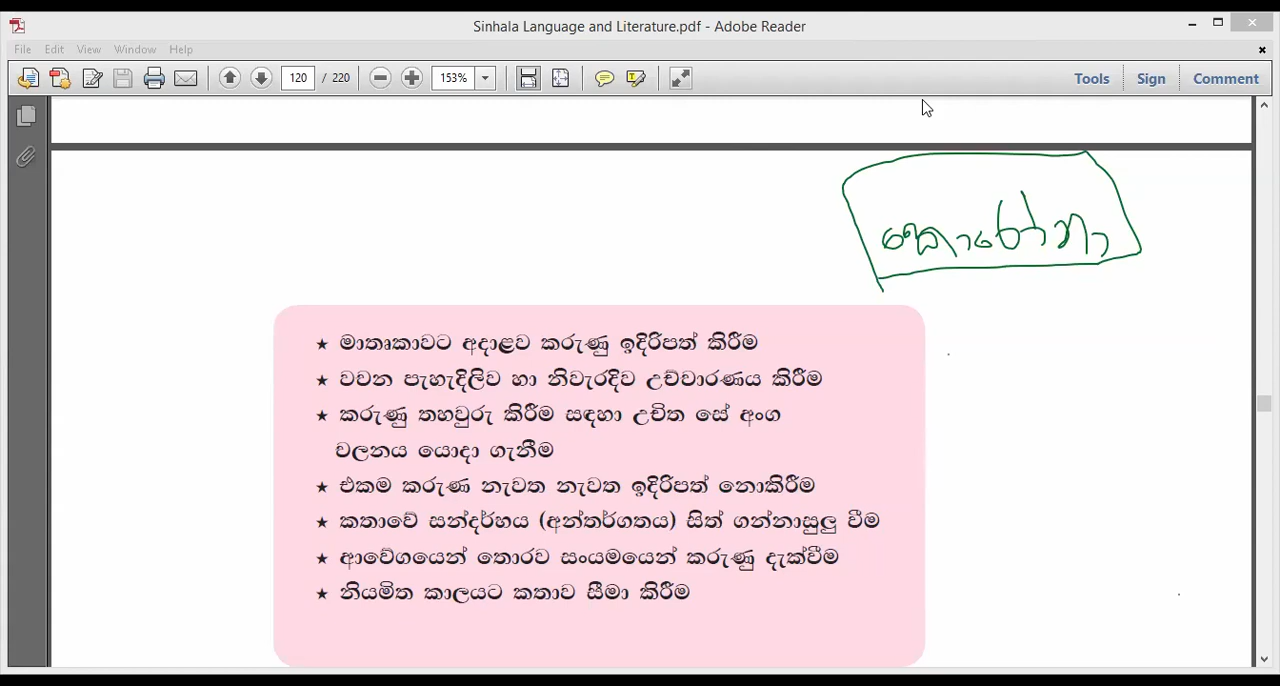 Sinhala Language and Literature.pdf - Adobe Reader
File Edit View Window Help
120 / 220 153% Tools Sign Comment
කොරෝනා
★ මාතෘකාවට අදාළව කරුණු ඉදිරිපත් කිරීම
★ වචන පැහැදිලිව හා නිවැරදිව උච්චාරණය කිරීම
★ කරුණු තහවුරු කිරීම සඳහා උචිත සේ අංග
චලනය යොදා ගැනීම
★ එකම කරුණ නැවත නැවත ඉදිරිපත් නොකිරීම
★ කතාවේ සන්දර්භය (අන්තර්ගතය) සිත් ගන්නාසුලු වීම
★ ආවේගයෙන් තොරව සංයමයෙන් කරුණු දැක්වීම
★ නියමිත කාලයට කතාව සීමා කිරීම